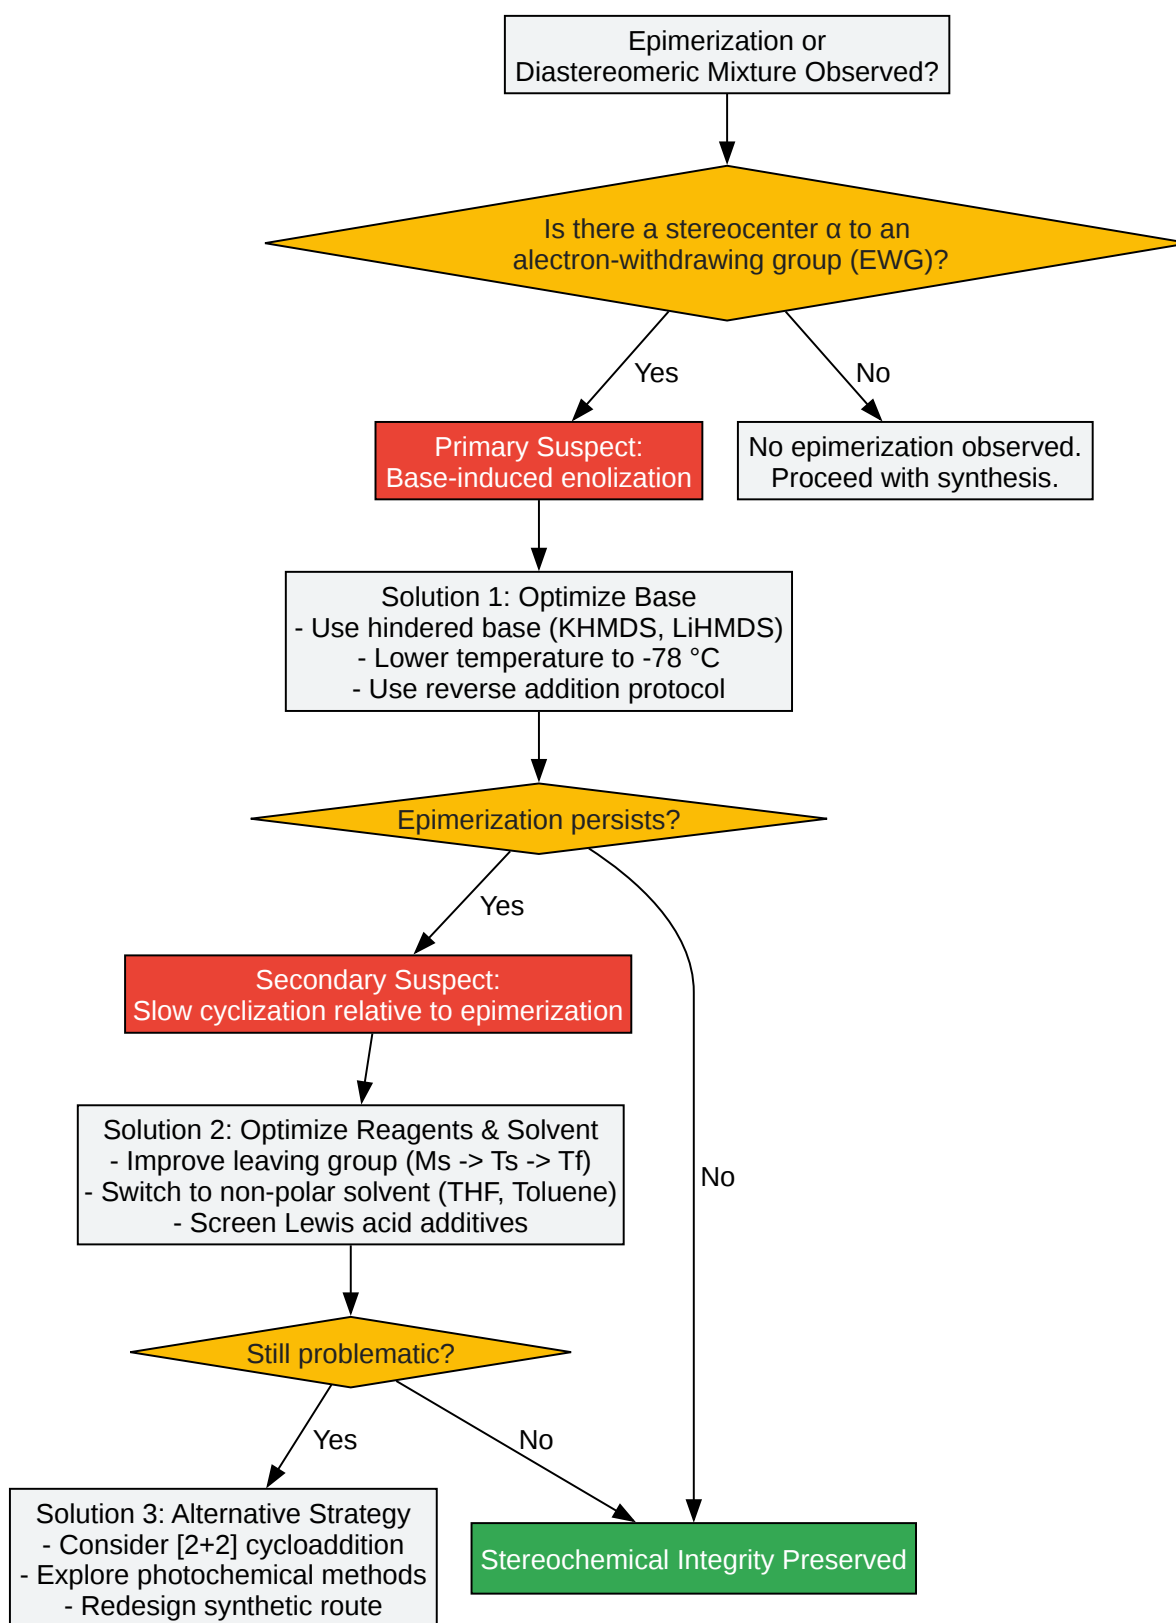 Epimerization or
Diastereomeric Mixture Observed?
Is there a stereocenter α to an
alectron-withdrawing group (EWG)?
Yes
No
Primary Suspect:
Base-induced enolization
No epimerization observed.
Proceed with synthesis.
Solution 1: Optimize Base
- Use hindered base (KHMDS, LiHMDS)
- Lower temperature to -78 °C
- Use reverse addition protocol
Epimerization persists?
Yes
Secondary Suspect:
Slow cyclization relative to epimerization
Solution 2: Optimize Reagents & Solvent
- Improve leaving group (Ms -> Ts -> Tf)
- Switch to non-polar solvent (THF, Toluene)
- Screen Lewis acid additives
No
Still problematic?
Yes
No
Solution 3: Alternative Strategy
- Consider [2+2] cycloaddition
- Explore photochemical methods
- Redesign synthetic route
Stereochemical Integrity Preserved